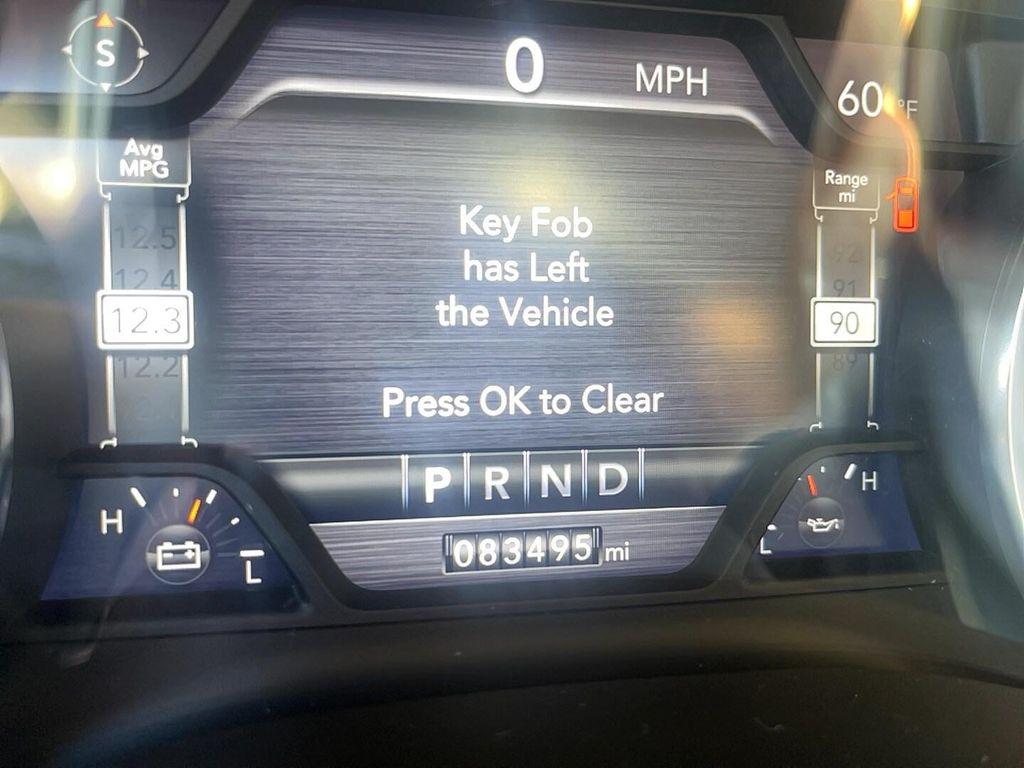 S
0 MPH
60 °F
Avg
MPG
12.5
12.4
12.3
12.2
Key Fob
has Left
the Vehicle
Press OK to Clear
Range
mi
92
91
90
89
P R N D
083495 mi
H
L
H
L